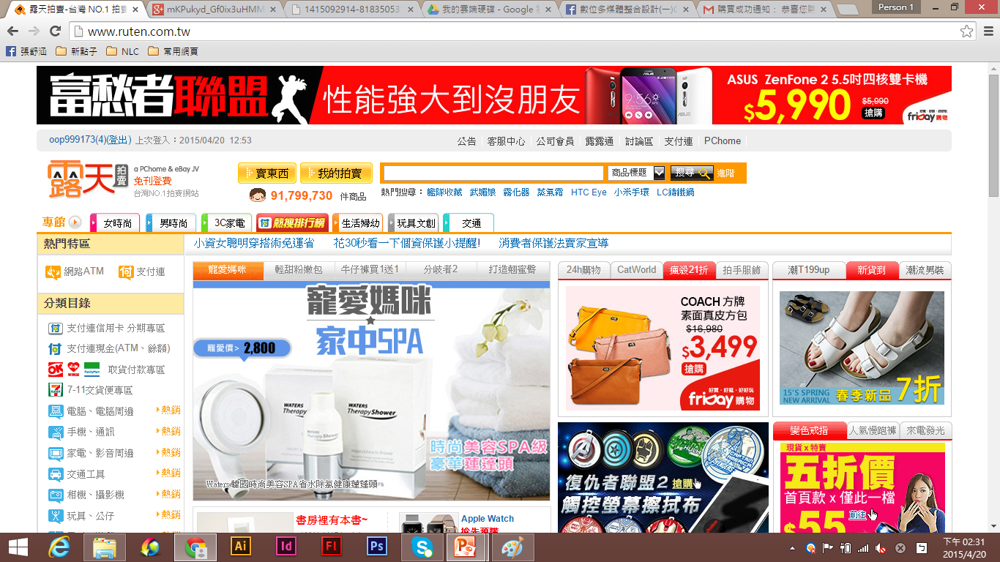 露天拍賣-台灣 NO.1 拍賣
mKPukyd_Gf0ix3uHMM
1415092914-81835053
我的雲端硬碟 - Google
數位多媒體整合設計(一)
購買成功通知： 恭喜您
Person 1
www.ruten.com.tw
張舒涵 新點子 NLC 常用網頁
富愁者聯盟 性能強大到沒朋友
ASUS ZenFone 2 5.5吋四核雙卡機
$5,990 $5,990 搶購
好買·好逛·好好玩
friday 購物
oop999173(4)(登出) 上次登入：2015/04/20 12:53
公告 客服中心 公司會員 露露通 討論區 支付連 PChome
露天拍賣
a PChome & eBay JV
免刊登費
台灣NO.1拍賣網站
賣東西 我的拍賣 商品標題 搜尋 進階
91,799,730 件商品
熱門搜尋： 艦隊收藏 武媚娘 霧化器 蒸氣霜 HTC Eye 小米手環 LC鑄鐵鍋
專館 女時尚 男時尚 3C家電 熱搜排行榜 生活婦幼 玩具文創 交通
熱門特區
網路ATM 支付連
小資女聰明穿搭術免運省 花30秒看一下個資保護小提醒! 消費者保護法賣家宣導
分類目錄
支付連信用卡 分期專區
支付連現金(ATM、餘額)
OK FamilyMart 取貨付款專區
7-11交貨便專區
電腦、電腦周邊 熱銷
手機、通訊 熱銷
家電、影音周邊 熱銷
交通工具 熱銷
相機、攝影機 熱銷
玩具、公仔 熱銷
寵愛媽咪 輕甜粉嫩包 牛仔褲買1送1 分歧者2 打造翹蜜臀
寵愛媽咪
家中SPA
寵愛價> 2,800
WATERS
Therapy Shower
WATERS
Therapy Shower
時尚美容SPA級
豪華蓮蓬頭
Waters 韓國時尚美容SPA省水除氯健康蓮蓬頭
書房裡有本書~
Apple Watch
搶先預購
24h購物 CatWorld 瘋殺21折 拍手服飾
COACH 方牌
素面真皮方包
$16,980
$3,499
搶購
好買·好逛·好好玩
friday 購物
CAPTAIN AMERICA
復仇者聯盟2 搶購
觸控螢幕擦拭布
潮T199up 新貨到 潮流男裝
15'S SPRING
NEW ARRIVAL
春季新品 7折
變色戒指 人氣慢跑褲 來電發光
現貨 x 特賣
五折價
首頁款 x 僅此一檔
$55 前往
Ai Id Fl Ps
下午 02:31
2015/4/20